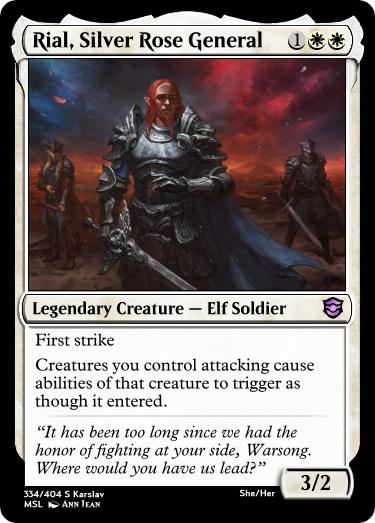 Rial, Silver Rose General 1
Legendary Creature — Elf Soldier
First strike
Creatures you control attacking cause
abilities of that creature to trigger as
though it entered.
“It has been too long since we had the
honor of fighting at your side, Warsong.
Where would you have us lead?”
3/2
334/404 S Karslav She/Her
MSL Ann Jean